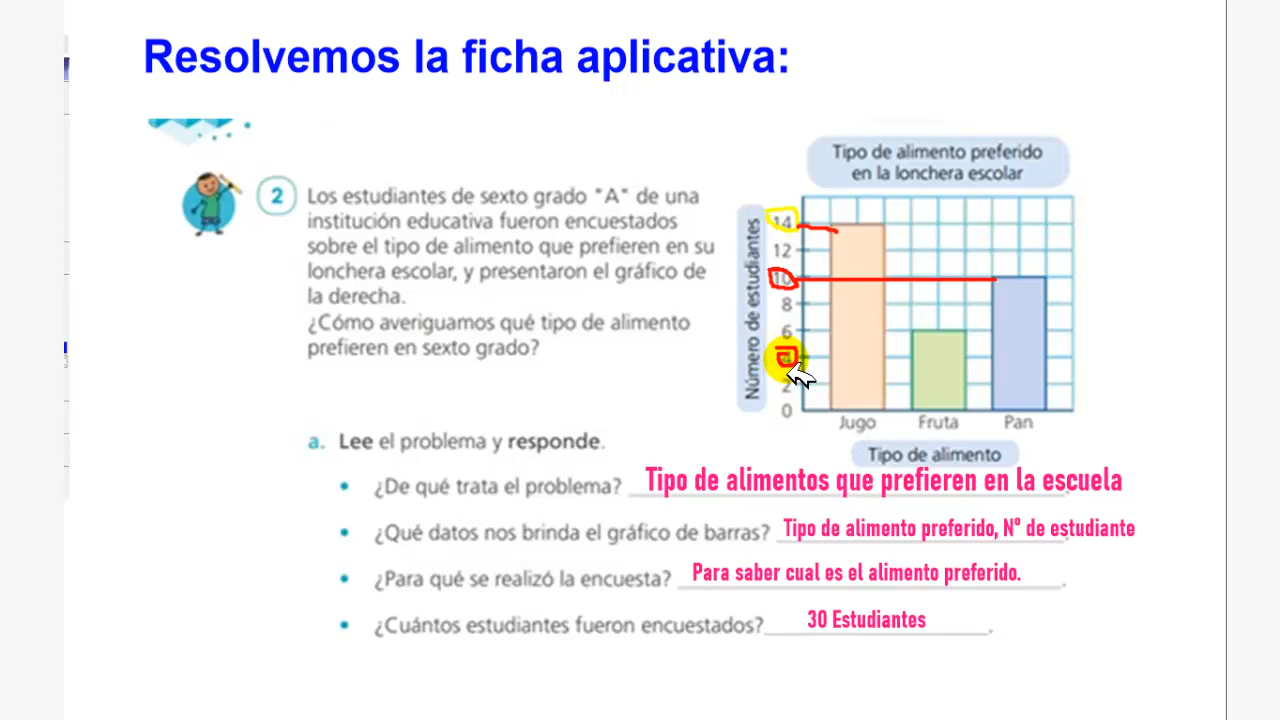 Resolvemos la ficha aplicativa:
2
Los estudiantes de sexto grado "A" de una
institución educativa fueron encuestados
sobre el tipo de alimento que prefieren en su
lonchera escolar, y presentaron el gráfico de
la derecha.
¿Cómo averiguamos qué tipo de alimento
prefieren en sexto grado?
Tipo de alimento preferido
en la lonchera escolar
Número de estudiantes
14
12
10
8
6
2
0
Jugo Fruta Pan
Tipo de alimento
a. Lee el problema y responde.
• ¿De qué trata el problema? Tipo de alimentos que prefieren en la escuela
• ¿Qué datos nos brinda el gráfico de barras? Tipo de alimento preferido, N° de estudiante
• ¿Para qué se realizó la encuesta? Para saber cual es el alimento preferido.
• ¿Cuántos estudiantes fueron encuestados? 30 Estudiantes.